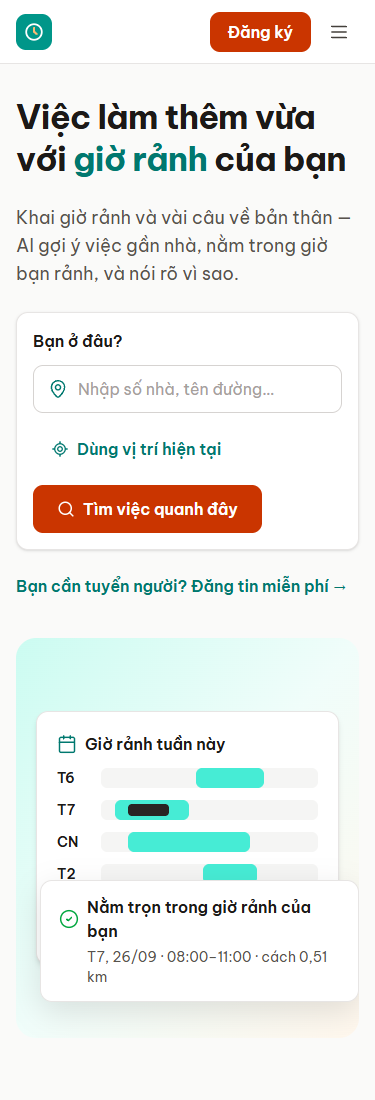 Đăng ký
Việc làm thêm vừa
với giờ rảnh của bạn
Khai giờ rảnh và vài câu về bản thân —
AI gợi ý việc gần nhà, nằm trong giờ
bạn rảnh, và nói rõ vì sao.
Bạn ở đâu?
Nhập số nhà, tên đường...
Dùng vị trí hiện tại
Tìm việc quanh đây
Bạn cần tuyển người? Đăng tin miễn phí →
Giờ rảnh tuần này
T6
T7
CN
T2
Nằm trọn trong giờ rảnh của
bạn
T7, 26/09 · 08:00–11:00 · cách 0,51
km